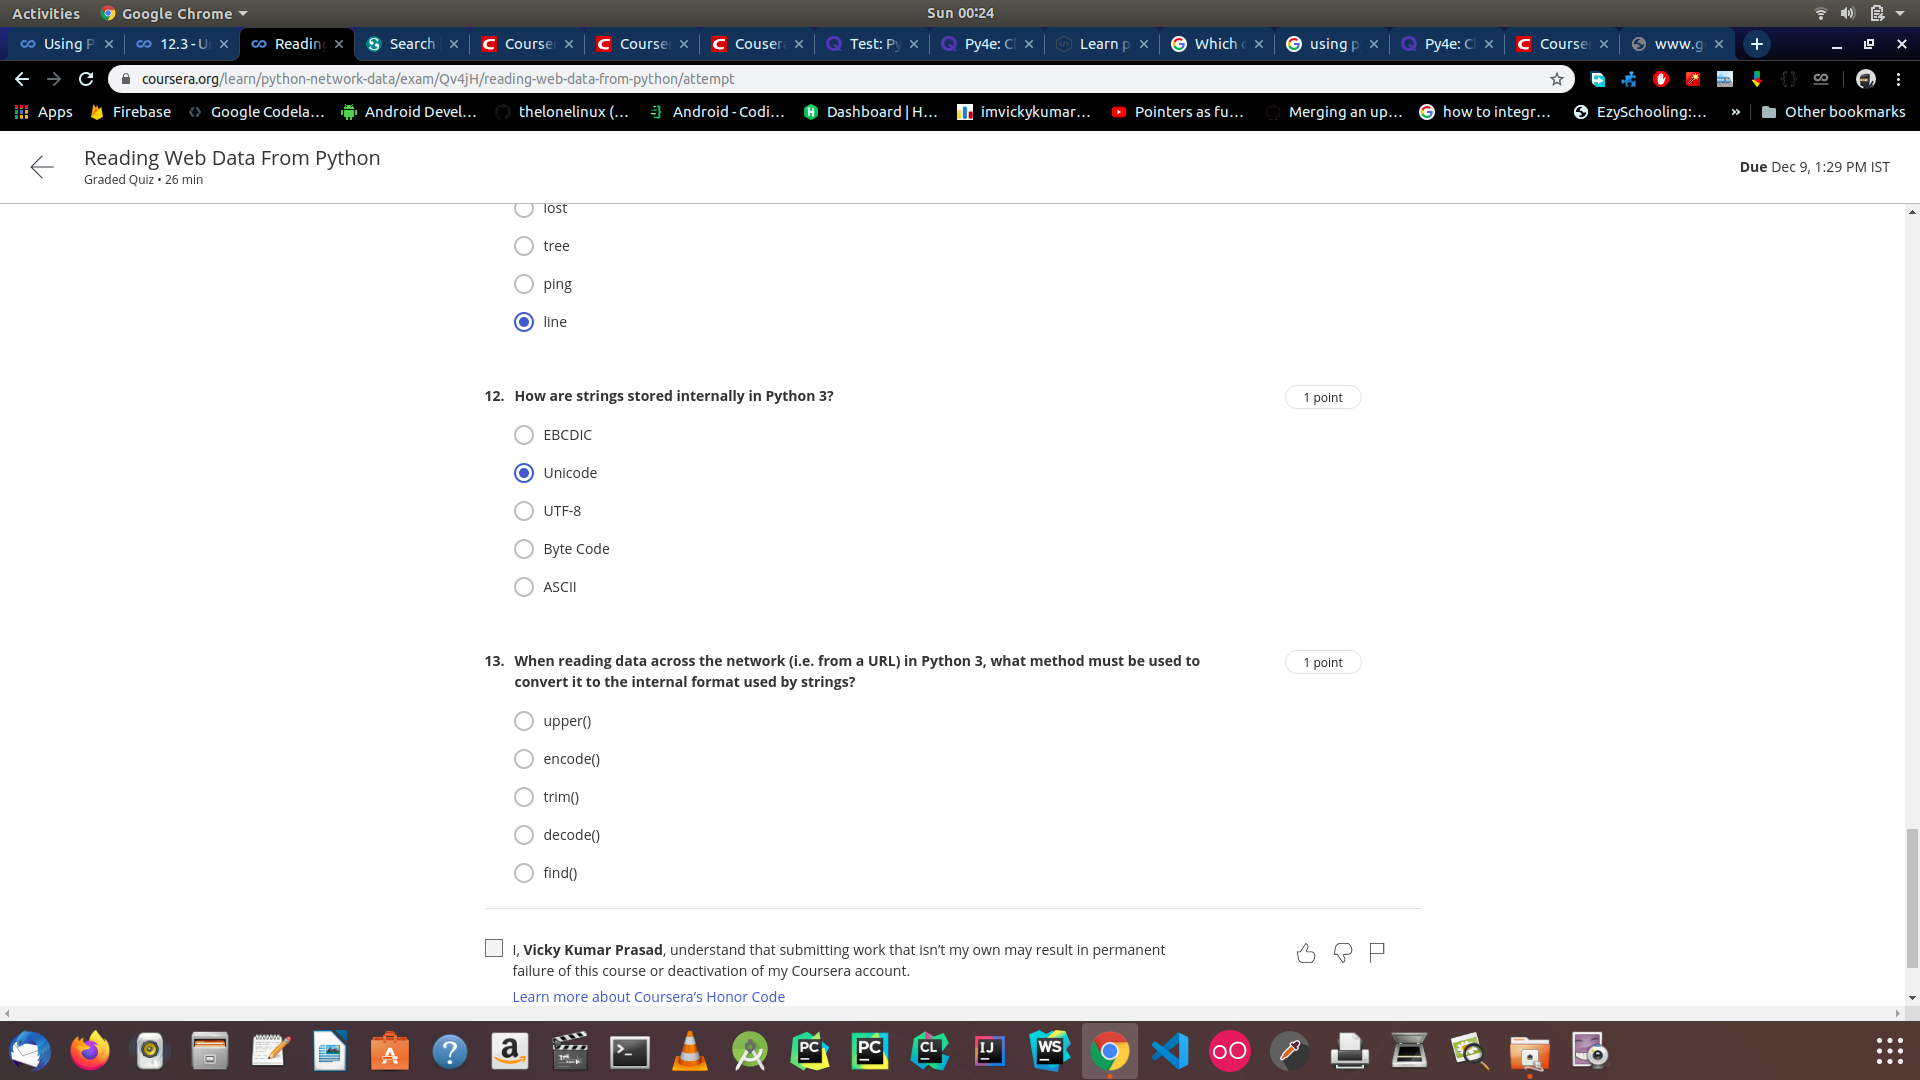 Activities Google Chrome Sun 00:24
Using P 12.3 - U Reading Search Course Course Couser Test: Py Py4e: C Learn p Which using p Py4e: C Course www.g
coursera.org/learn/python-network-data/exam/Qv4jH/reading-web-data-from-python/attempt
Apps Firebase Google Codela... Android Devel... thelonelinux (... Android - Codi... Dashboard | H... imvickykumar... Pointers as fu... Merging an up... how to integr... EzySchooling:... » Other bookmarks
Reading Web Data From Python
Graded Quiz • 26 min
Due Dec 9, 1:29 PM IST
lost
tree
ping
line
12. How are strings stored internally in Python 3?
1 point
EBCDIC
Unicode
UTF-8
Byte Code
ASCII
13. When reading data across the network (i.e. from a URL) in Python 3, what method must be used to
convert it to the internal format used by strings?
1 point
upper()
encode()
trim()
decode()
find()
I, Vicky Kumar Prasad, understand that submitting work that isn't my own may result in permanent
failure of this course or deactivation of my Coursera account.
Learn more about Coursera's Honor Code